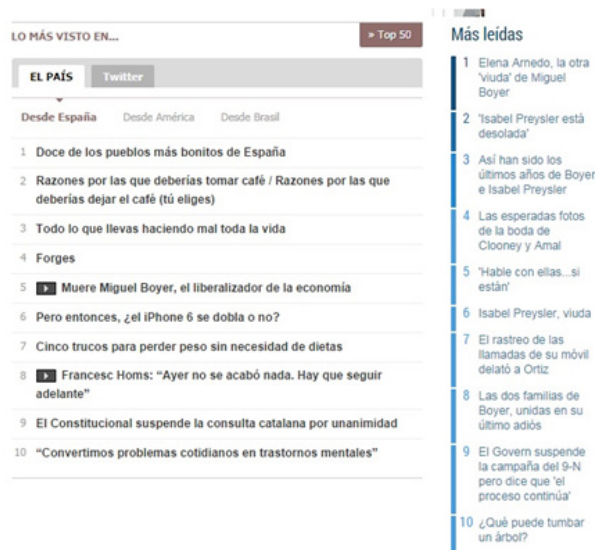 LO MÁS VISTO EN...
» Top 50
EL PAÍS
Twitter
Desde España
Desde América
Desde Brasil
1 Doce de los pueblos más bonitos de España
2 Razones por las que deberías tomar café / Razones por las que
deberías dejar el café (tú eliges)
3 Todo lo que llevas haciendo mal toda la vida
4 Forges
5 Muere Miguel Boyer, el liberalizador de la economía
6 Pero entonces, ¿el iPhone 6 se dobla o no?
7 Cinco trucos para perder peso sin necesidad de dietas
8 Francesc Homs: “Ayer no se acabó nada. Hay que seguir
adelante”
9 El Constitucional suspende la consulta catalana por unanimidad
10 “Convertimos problemas cotidianos en trastornos mentales”
Más leídas
1 Elena Arnedo, la otra
'viuda' de Miguel
Boyer
2 'Isabel Preysler está
desolada'
3 Así han sido los
últimos años de Boyer
e Isabel Preysler
4 Las esperadas fotos
de la boda de
Clooney y Amal
5 'Hable con ellas...si
están'
6 Isabel Preysler, viuda
7 El rastreo de las
llamadas de su móvil
delató a Ortiz
8 Las dos familias de
Boyer, unidas en su
último adiós
9 El Govern suspende
la campaña del 9-N
pero dice que 'el
proceso continúa'
10 ¿Qué puede tumbar
un árbol?